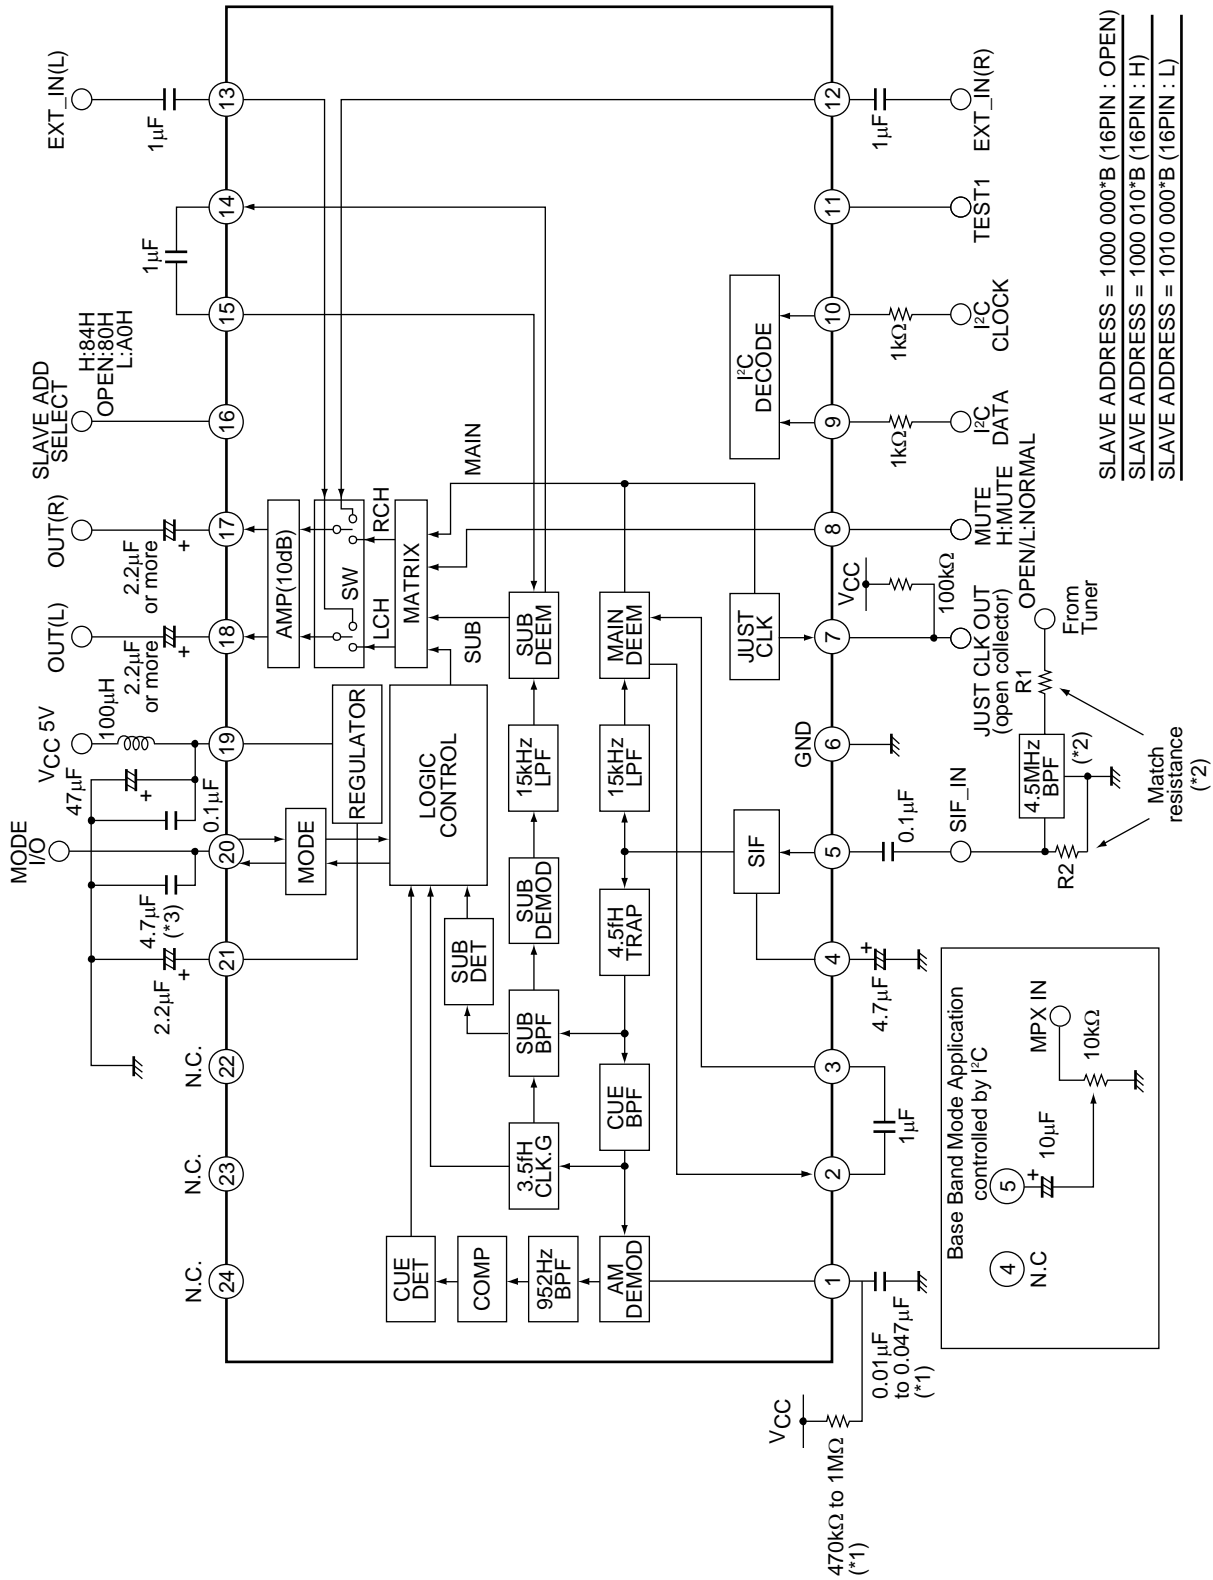 N.C.
24
N.C.
23
N.C.
22
2.2µF
+
21
4.7µF
(*3)
MODE
I/O
20
0.1µF
47µF
+
VCC 5V
100µH
19
OUT(L)
2.2µF
or more
+
18
OUT(R)
2.2µF
or more
+
17
SLAVE ADD
SELECT
H:84H
OPEN:80H
L:A0H
16
15
1µF
14
EXT_IN(L)
1µF
13
CUE
DET
COMP
952Hz
BPF
AM
DEMOD
3.5fH
CLK.G
CUE
BPF
SUB
BPF
SUB
DET
SUB
DEMOD
4.5fH
TRAP
MODE
LOGIC
CONTROL
REGULATOR
15kHz
LPF
15kHz
LPF
SIF
SUB
DEEM
MAIN
DEEM
JUST
CLK
AMP(10dB)
SW
LCH
RCH
MATRIX
SUB
MAIN
I²C
DECODE
1
0.01µF
to 0.047µF
(*1)
VCC
470kΩ to 1MΩ
(*1)
2
1µF
3
4
+
4.7µF
5
0.1µF
SIF_IN
R2
4.5MHz
BPF
(*2)
R1
From
Tuner
Match
resistance
(*2)
6
GND
7
VCC
100kΩ
JUST CLK OUT
(open collector)
8
MUTE
H:MUTE
OPEN/L:NORMAL
9
1kΩ
I²C
DATA
10
1kΩ
I²C
CLOCK
11
TEST1
12
1µF
EXT_IN(R)
Base Band Mode Application
controlled by I²C
4
N.C
5
+
10µF
MPX IN
10kΩ
SLAVE ADDRESS = 1000 000*B (16PIN : OPEN)
SLAVE ADDRESS = 1000 010*B (16PIN : H)
SLAVE ADDRESS = 1010 000*B (16PIN : L)